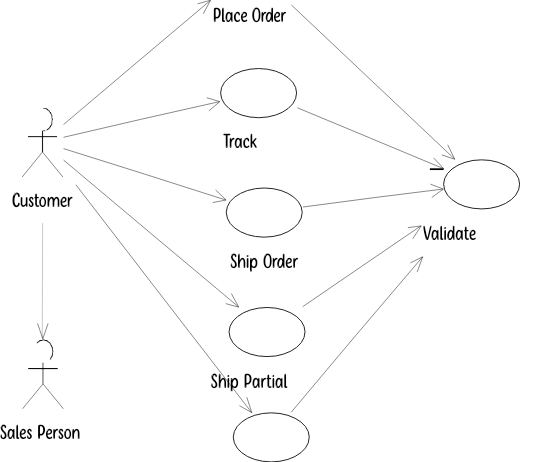 Place Order
Track
Customer
Validate
Ship Order
Ship Partial
Sales Person